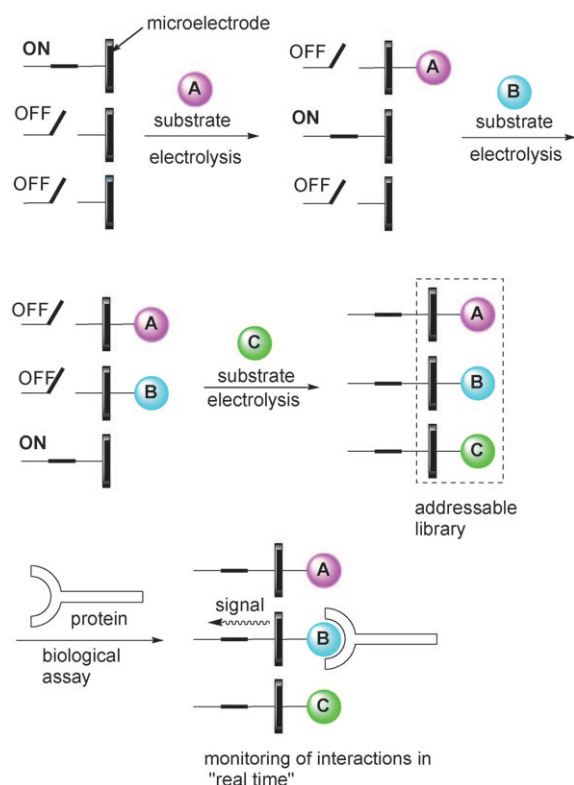 microelectrode
ON
A
substrate
electrolysis
OFF
OFF
OFF
A
ON
OFF
B
substrate
electrolysis
OFF
A
OFF
B
ON
C
substrate
electrolysis
A
B
C
addressable
library
protein
biological
assay
A
signal
B
C
monitoring of interactions in
"real time"